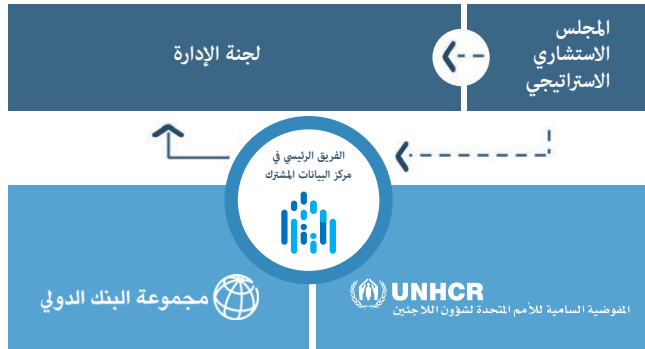 المجلس
الاستشاري
الاستراتيجي
لجنة الإدارة
الفريق الرئيسي في
مركز البيانات المشترك
UNHCR
المفوضية السامية للأمم المتحدة لشؤون اللاجئين
مجموعة البنك الدولي